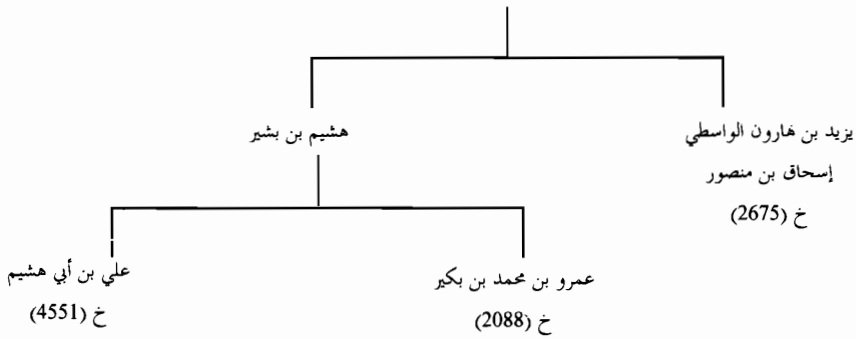 يزيد بن هارون الواسطي
إسحاق بن منصور
خ (2675)
هشيم بن بشير
عمرو بن محمد بن بكير
خ (2088)
علي بن أبي هشيم
خ (4551)